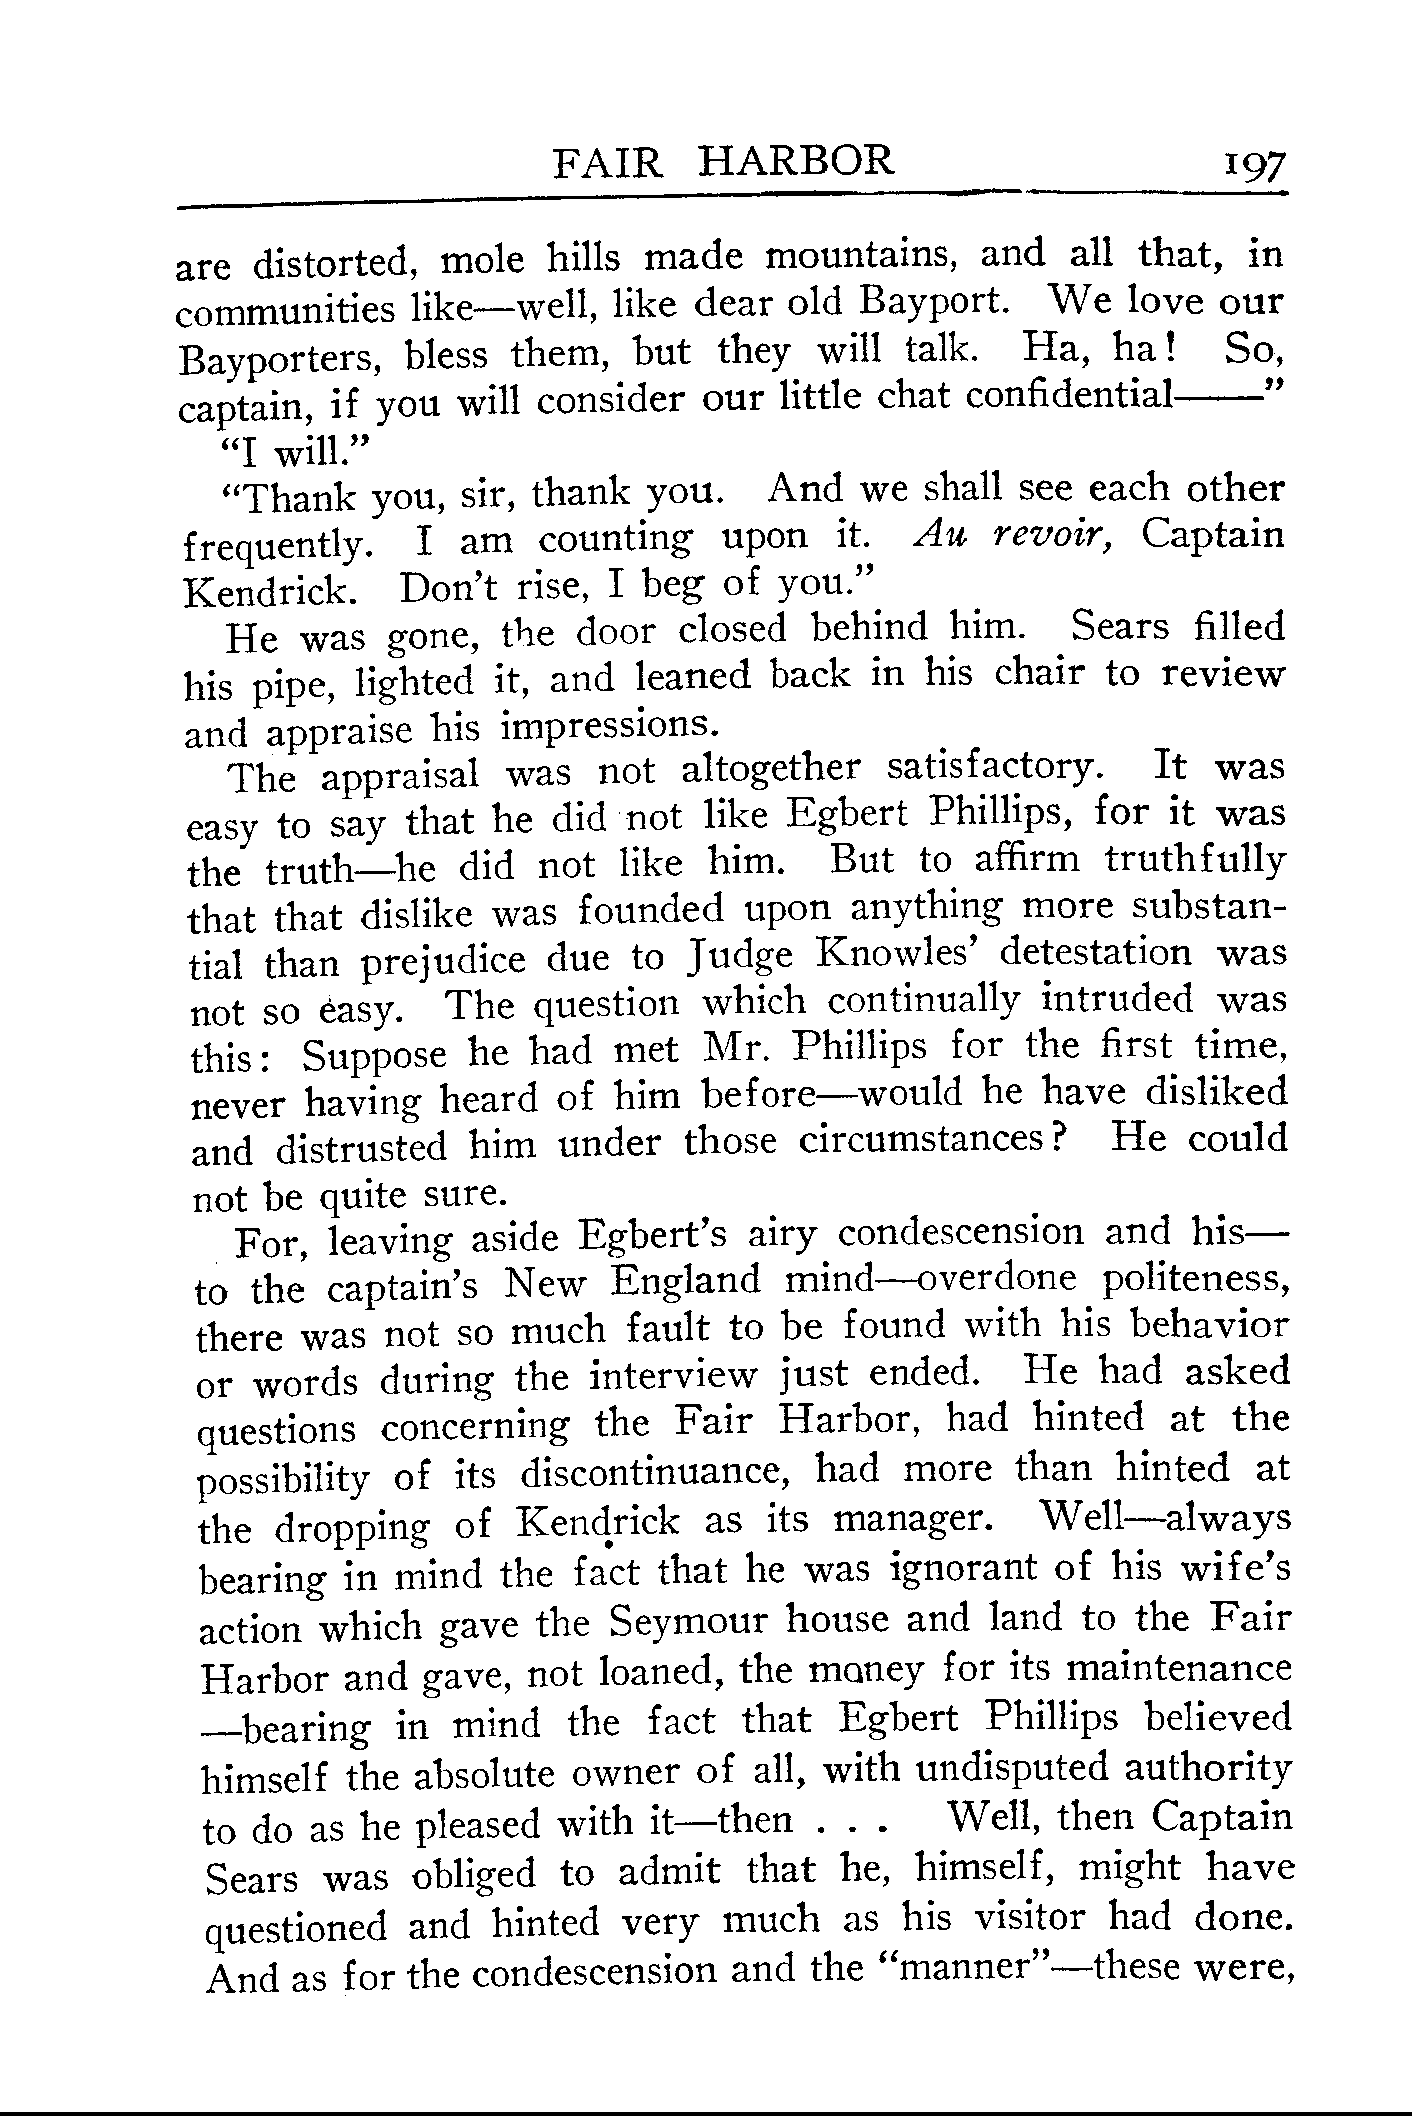 FAIR HARBOR 197
are distorted, mole hills made mountains, and all that, in
communities like—well, like dear old Bayport. We love our
Bayporters, bless them, but they will talk. Ha, ha! So,
captain, if you will consider our little chat confidential——"
"I will."
"Thank you, sir, thank you. And we shall see each other
frequently. I am counting upon it. Au revoir, Captain
Kendrick. Don't rise, I beg of you."
He was gone, the door closed behind him. Sears filled
his pipe, lighted it, and leaned back in his chair to review
and appraise his impressions.
The appraisal was not altogether satisfactory. It was
easy to say that he did not like Egbert Phillips, for it was
the truth—he did not like him. But to affirm truthfully
that that dislike was founded upon anything more substan-
tial than prejudice due to Judge Knowles' detestation was
not so easy. The question which continually intruded was
this: Suppose he had met Mr. Phillips for the first time,
never having heard of him before—would he have disliked
and distrusted him under those circumstances? He could
not be quite sure.
For, leaving aside Egbert's airy condescension and his—
to the captain's New England mind—overdone politeness,
there was not so much fault to be found with his behavior
or words during the interview just ended. He had asked
questions concerning the Fair Harbor, had hinted at the
possibility of its discontinuance, had more than hinted at
the dropping of Kendrick as its manager. Well—always
bearing in mind the fact that he was ignorant of his wife's
action which gave the Seymour house and land to the Fair
Harbor and gave, not loaned, the money for its maintenance
—bearing in mind the fact that Egbert Phillips believed
himself the absolute owner of all, with undisputed authority
to do as he pleased with it—then . . . Well, then Captain
Sears was obliged to admit that he, himself, might have
questioned and hinted very much as his visitor had done.
And as for the condescension and the "manner"—these were,